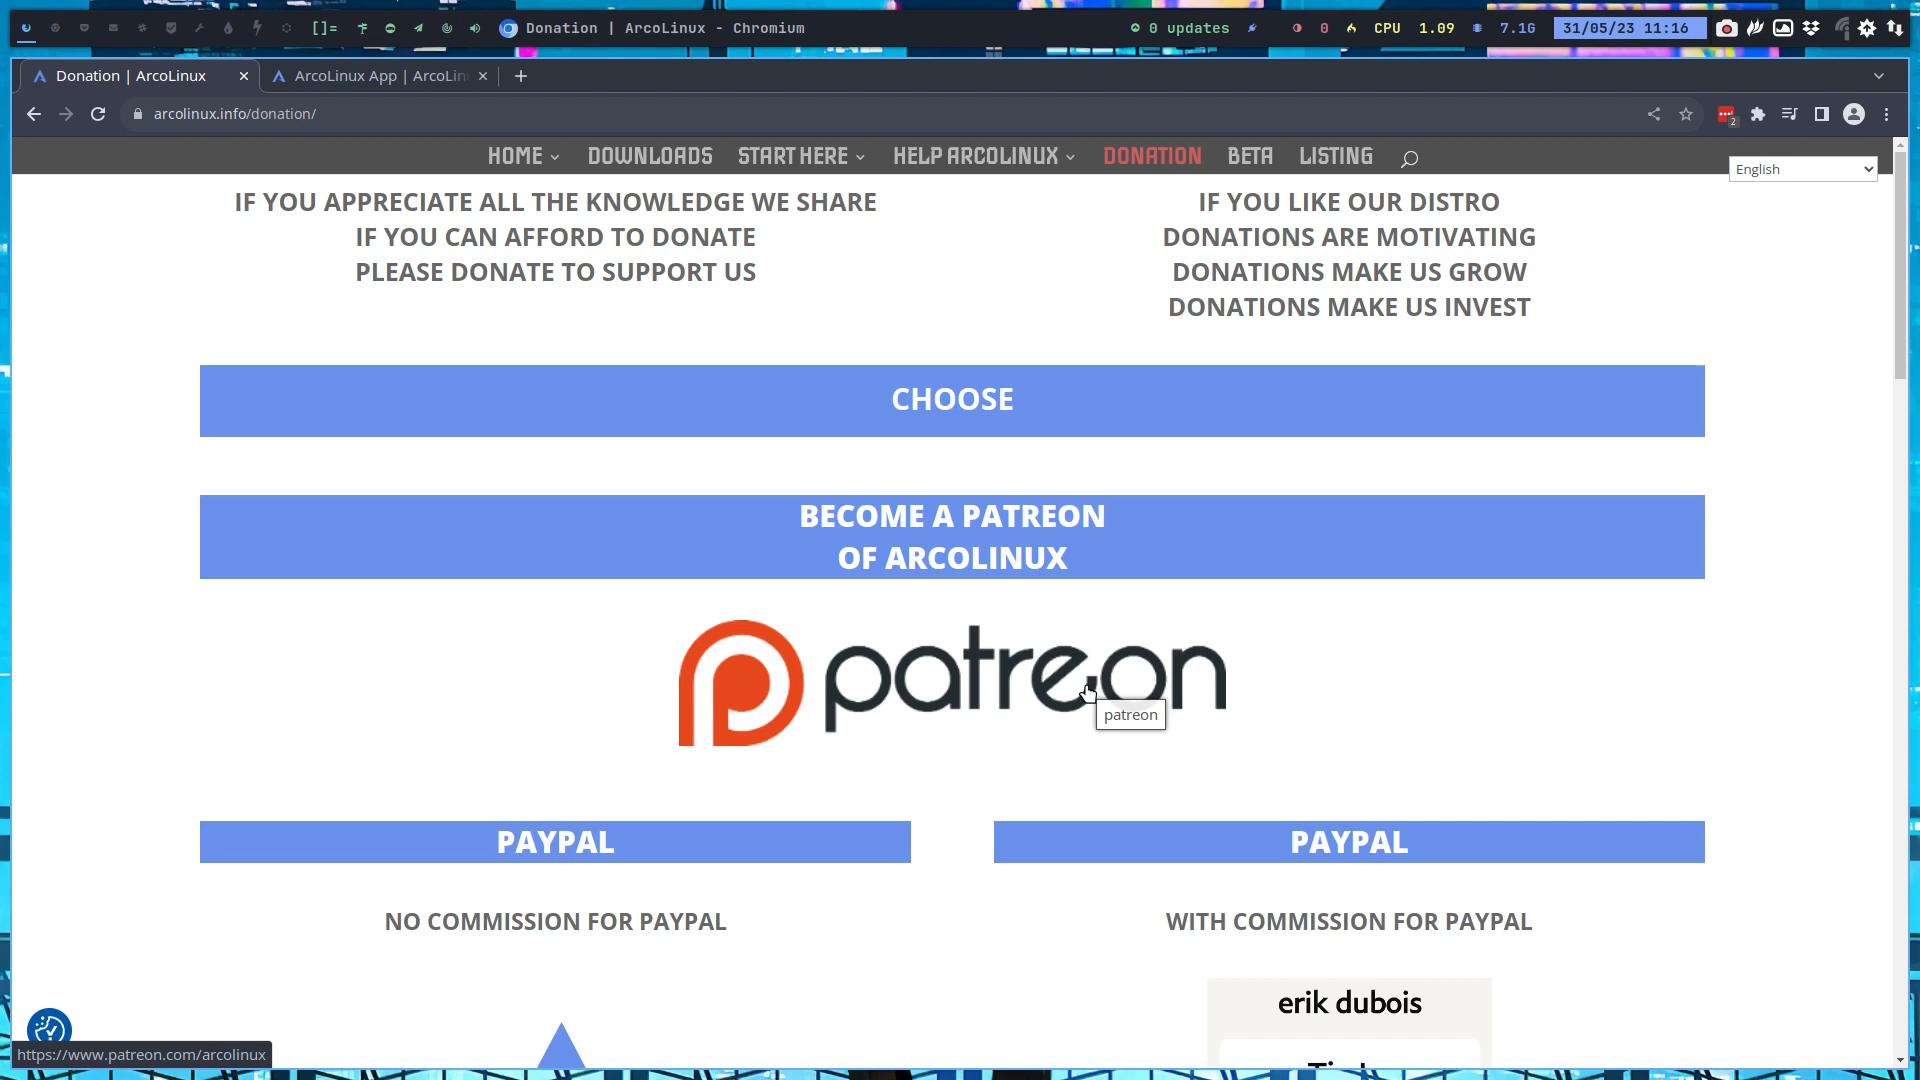 []=
Donation | ArcoLinux - Chromium
0 updates
0
CPU 1.09
7.1G
31/05/23 11:16
Donation | ArcoLinux
ArcoLinux App | ArcoLin
arcolinux.info/donation/
2
HOME
DOWNLOADS
START HERE
HELP ARCOLINUX
DONATION
BETA
LISTING
English
IF YOU APPRECIATE ALL THE KNOWLEDGE WE SHARE
IF YOU CAN AFFORD TO DONATE
PLEASE DONATE TO SUPPORT US
IF YOU LIKE OUR DISTRO
DONATIONS ARE MOTIVATING
DONATIONS MAKE US GROW
DONATIONS MAKE US INVEST
CHOOSE
BECOME A PATREON
OF ARCOLINUX
patreon
patreon
PAYPAL
PAYPAL
NO COMMISSION FOR PAYPAL
WITH COMMISSION FOR PAYPAL
erik dubois
https://www.patreon.com/arcolinux